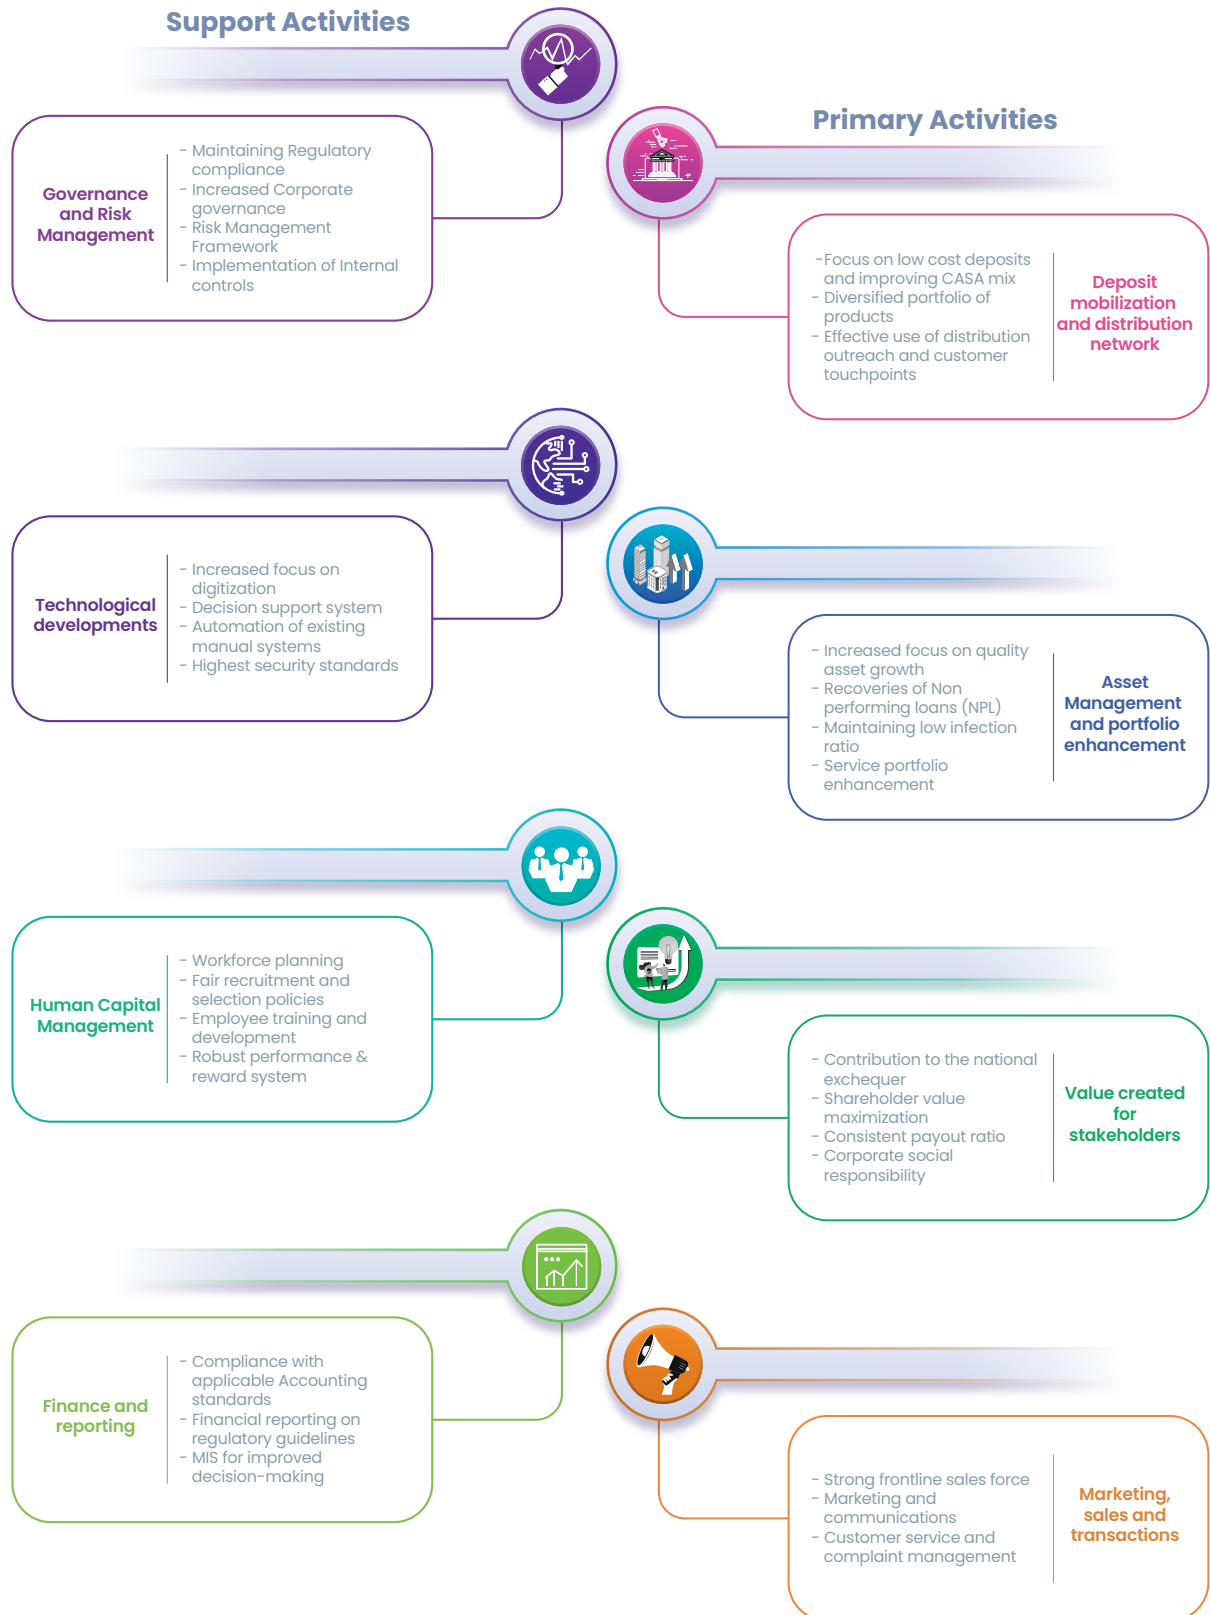 Support Activities
Governance
and Risk
Management
- Maintaining Regulatory
compliance
- Increased Corporate
governance
- Risk Management
Framework
- Implementation of Internal
controls
Primary Activities
-Focus on low cost deposits
and improving CASA mix
- Diversified portfolio of
products
- Effective use of distribution
outreach and customer
touchpoints
Deposit
mobilization
and distribution
network
Technological
developments
- Increased focus on
digitization
- Decision support system
- Automation of existing
manual systems
- Highest security standards
- Increased focus on quality
asset growth
- Recoveries of Non
performing loans (NPL)
- Maintaining low infection
ratio
- Service portfolio
enhancement
Asset
Management
and portfolio
enhancement
Human Capital
Management
- Workforce planning
- Fair recruitment and
selection policies
- Employee training and
development
- Robust performance &
reward system
- Contribution to the national
exchequer
- Shareholder value
maximization
- Consistent payout ratio
- Corporate social
responsibility
Value created
for
stakeholders
Finance and
reporting
- Compliance with
applicable Accounting
standards
- Financial reporting on
regulatory guidelines
- MIS for improved
decision-making
- Strong frontline sales force
- Marketing and
communications
- Customer service and
complaint management
Marketing,
sales and
transactions